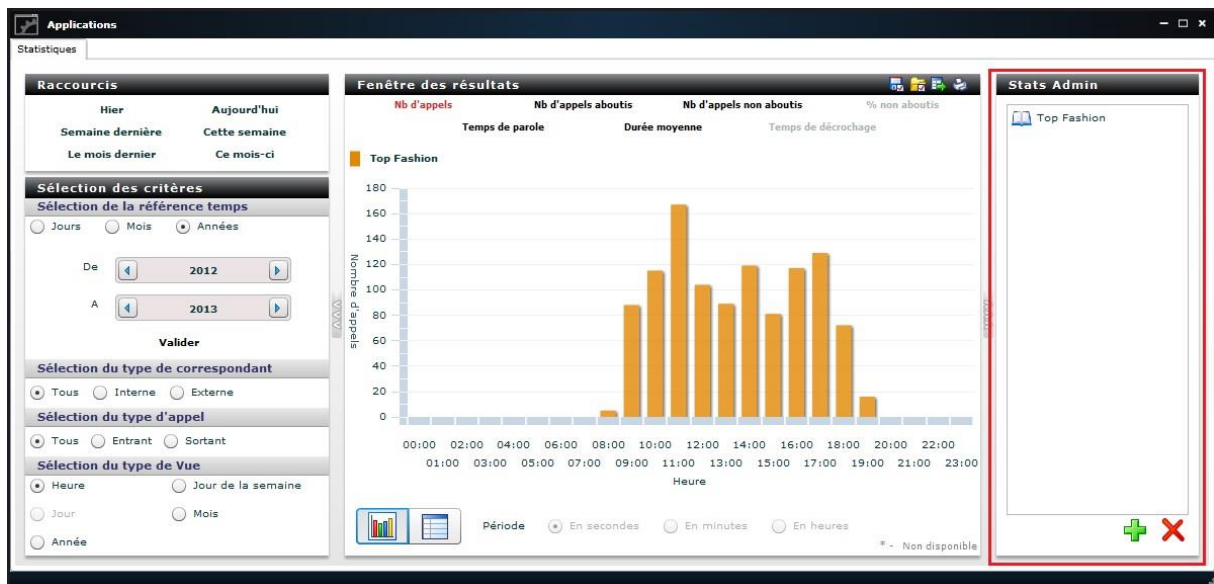 Applications
Statistiques
Raccourcis
Hier Aujourd'hui
Semaine dernière Cette semaine
Le mois dernier Ce mois-ci
Sélection des critères
Sélection de la référence temps
Jours Mois Années
De 2012
A 2013
Valider
Sélection du type de correspondant
Tous Interne Externe
Sélection du type d'appel
Tous Entrant Sortant
Sélection du type de Vue
Heure Jour de la semaine
Jour Mois
Année
Fenêtre des résultats
Nb d'appels Nb d'appels aboutis Nb d'appels non aboutis % non aboutis
Temps de parole Durée moyenne Temps de décrochage
Top Fashion
180
160
140
120
100
80
60
40
20
0
Nombre d'appels
00:00 02:00 04:00 06:00 08:00 10:00 12:00 14:00 16:00 18:00 20:00 22:00
01:00 03:00 05:00 07:00 09:00 11:00 13:00 15:00 17:00 19:00 21:00 23:00
Heure
Période En secondes En minutes En heures
* - Non disponible
Stats Admin
Top Fashion